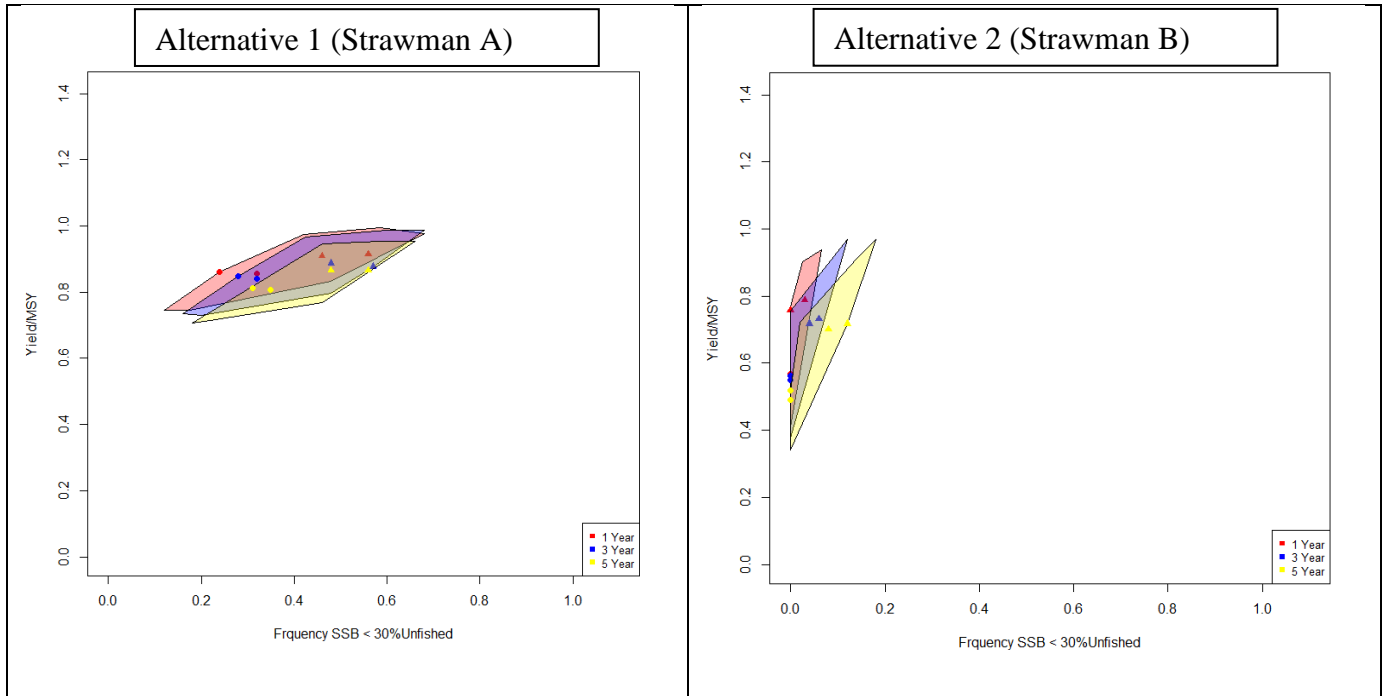 Alternative 1 (Strawman A)
1.4
1.2
1.0
0.8
0.6
0.4
0.2
0.0
Yield/MSY
0.0 0.2 0.4 0.6 0.8 1.0
Frquency SSB < 30%Unfished
1 Year
3 Year
5 Year
Alternative 2 (Strawman B)
1.4
1.2
1.0
0.8
0.6
0.4
0.2
0.0
Yield/MSY
0.0 0.2 0.4 0.6 0.8 1.0
Frquency SSB < 30%Unfished
1 Year
3 Year
5 Year